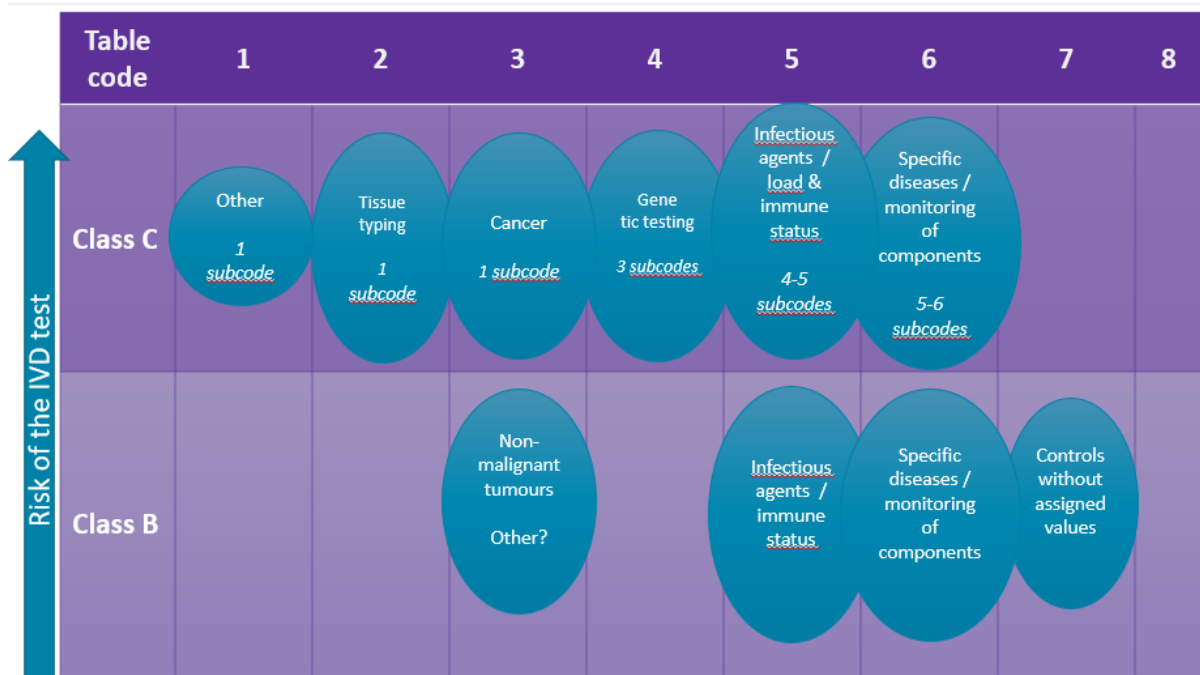 Table
code
1
2
3
4
5
6
7
8
Risk of the IVD test
Class C
Other
1
subcode
Tissue
typing
1
subcode
Cancer
1 subcode
Gene
tic testing
3 subcodes
Infectious
agents /
load &
immune
status
4-5
subcodes
Specific
diseases /
monitoring
of
components
5-6
subcodes
Class B
Non-
malignant
tumours
Other?
Infectious
agents /
immune
status
Specific
diseases /
monitoring
of
components
Controls
without
assigned
values